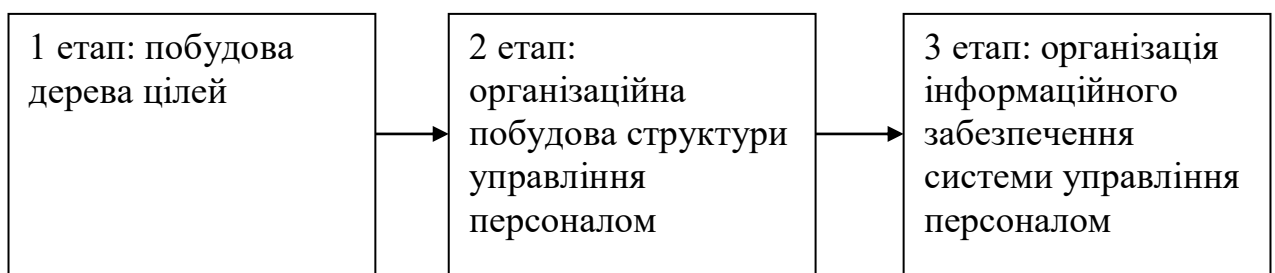 1 етап: побудова
дерева цілей
2 етап:
організаційна
побудова структури
управління
персоналом
3 етап: організація
інформаційного
забезпечення
системи управління
персоналом